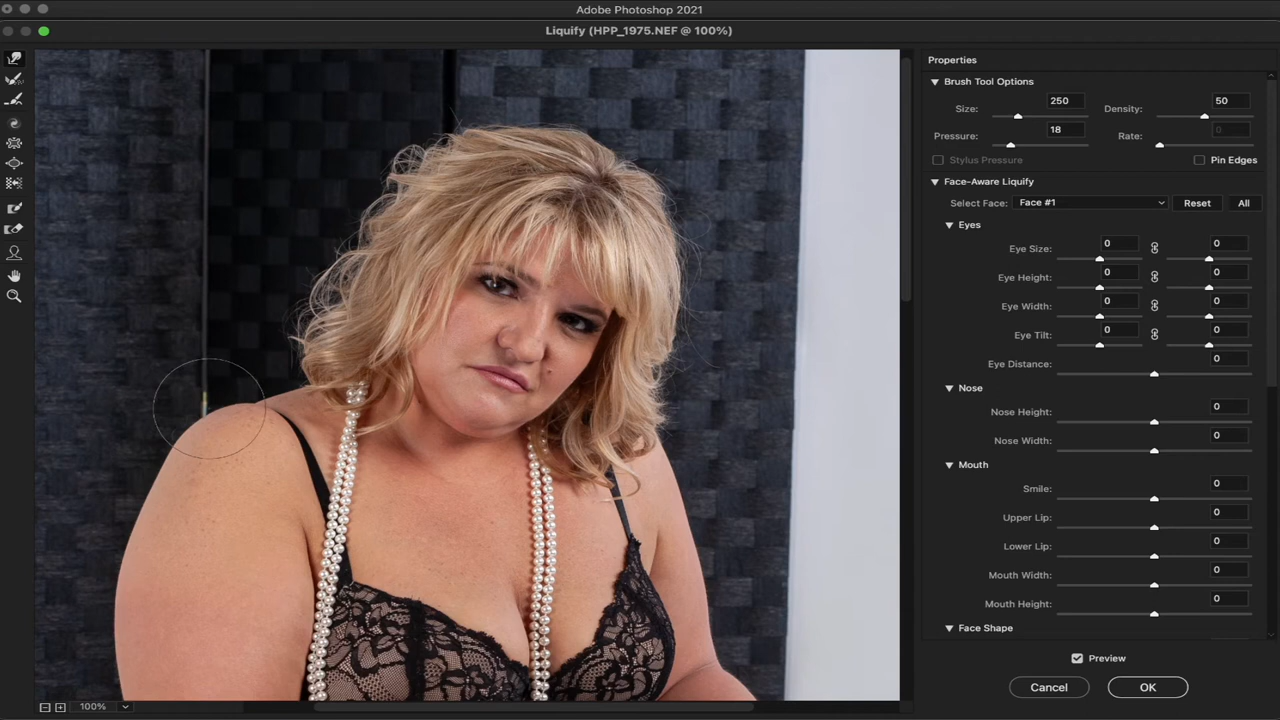 Adobe Photoshop 2021
Liquify (HPP_1975.NEF @ 100%)
Properties
Brush Tool Options
Size: 250 Density: 50
Pressure: 18 Rate: 0
Stylus Pressure Pin Edges
Face-Aware Liquify
Select Face: Face #1 Reset All
Eyes
Eye Size: 0 0
Eye Height: 0 0
Eye Width: 0 0
Eye Tilt: 0 0
Eye Distance: 0
Nose
Nose Height: 0
Nose Width: 0
Mouth
Smile: 0
Upper Lip: 0
Lower Lip: 0
Mouth Width: 0
Mouth Height: 0
Face Shape
Preview
Cancel OK
100%